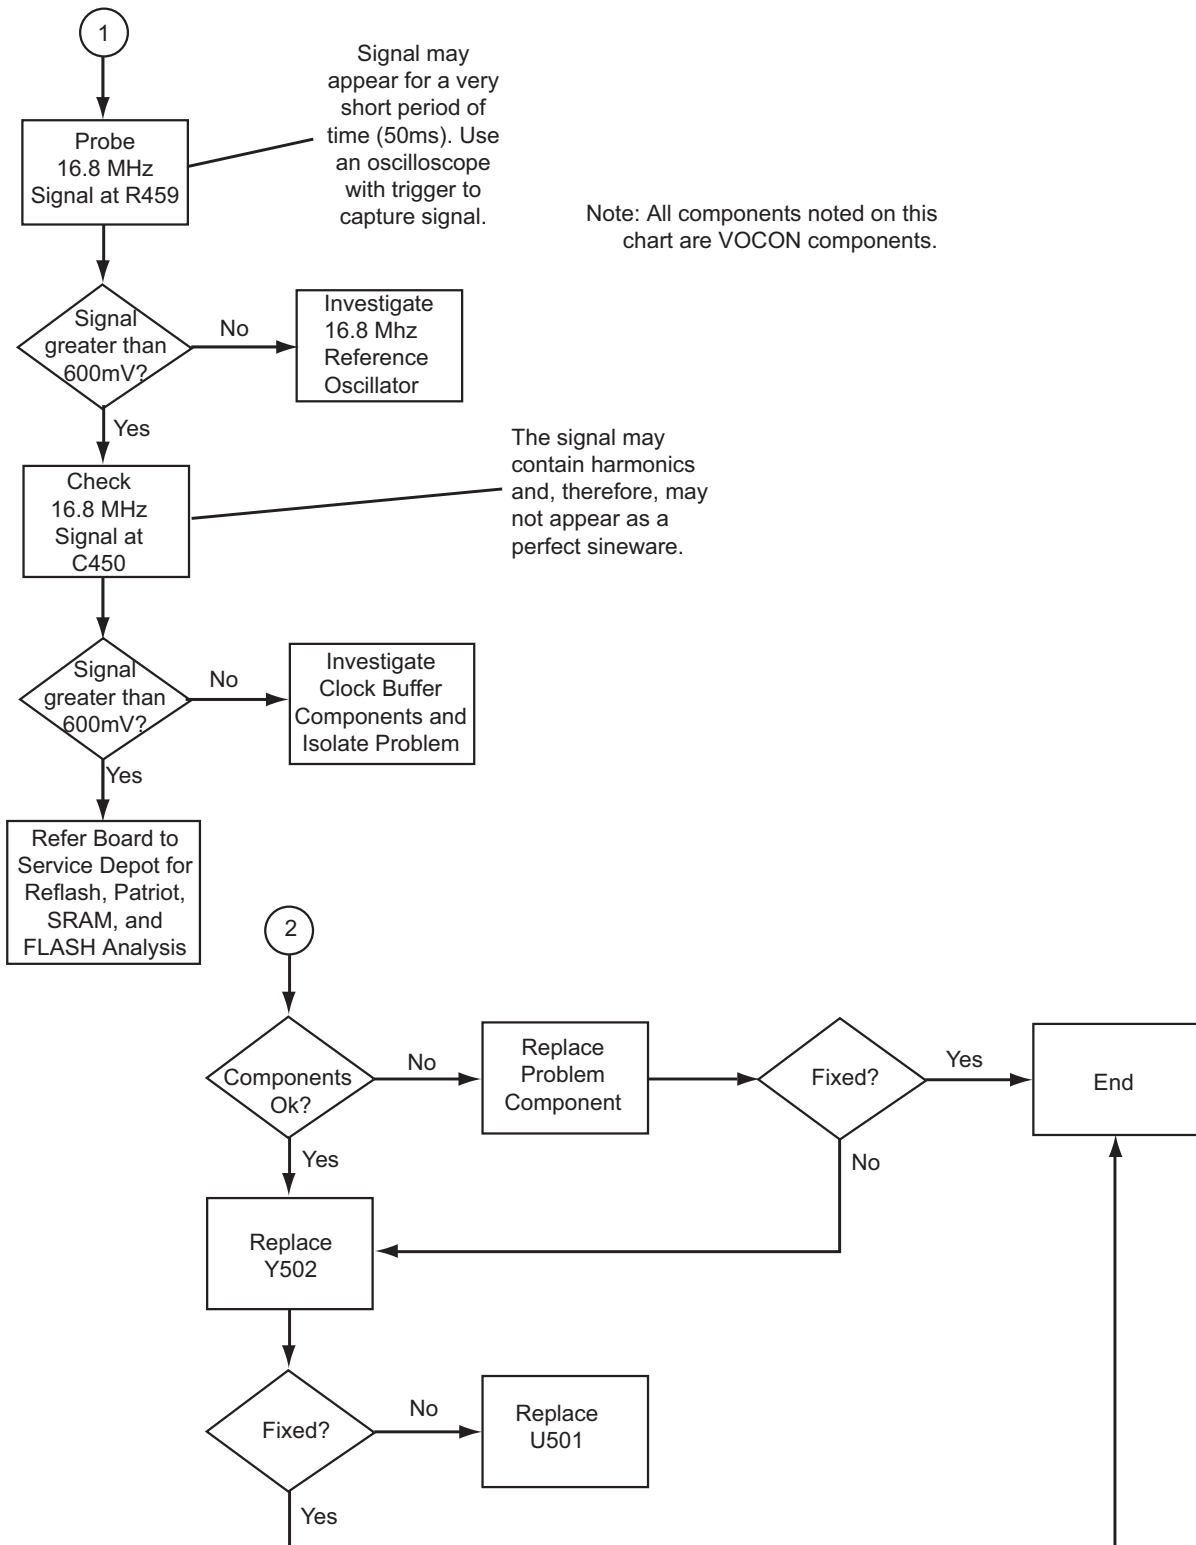 1
Signal may
appear for a very
short period of
time (50ms). Use
an oscilloscope
with trigger to
capture signal.
Probe
16.8 MHz
Signal at R459
Note: All components noted on this
chart are VOCON components.
Signal
greater than
600mV?
No
Investigate
16.8 Mhz
Reference
Oscillator
Yes
The signal may
contain harmonics
and, therefore, may
not appear as a
perfect sineware.
Check
16.8 MHz
Signal at
C450
Signal
greater than
600mV?
No
Investigate
Clock Buffer
Components and
Isolate Problem
Yes
Refer Board to
Service Depot for
Reflash, Patriot,
SRAM, and
FLASH Analysis
2
Components
Ok?
No
Replace
Problem
Component
Fixed?
Yes
End
Yes
No
Replace
Y502
Fixed?
No
Replace
U501
Yes